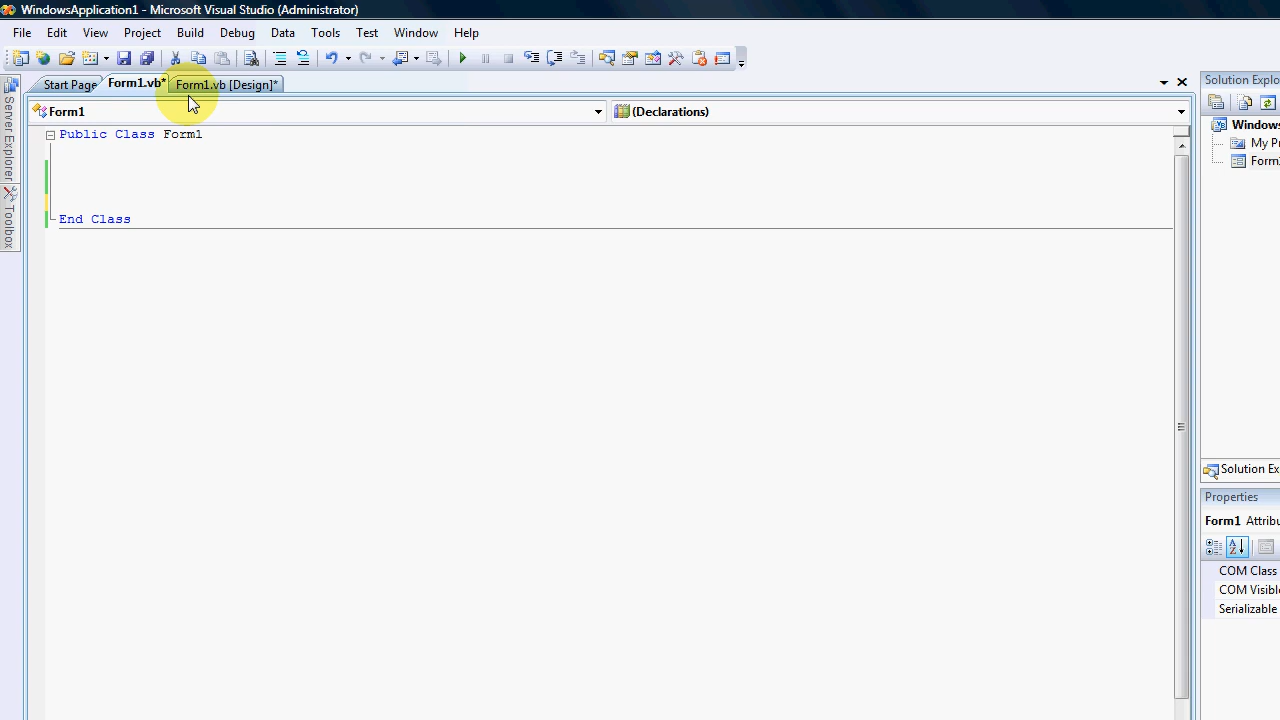 WindowsApplication1 - Microsoft Visual Studio (Administrator)
File Edit View Project Build Debug Data Tools Test Window Help
Start Page Form1.vb* Form1.vb [Design]*
Solution Explo
Form1 (Declarations)
Server Explorer
Toolbox
Public Class Form1
End Class
Windows
My Pr
Form1
Solution Ex
Properties
Form1 Attribu
COM Class
COM Visible
Serializable